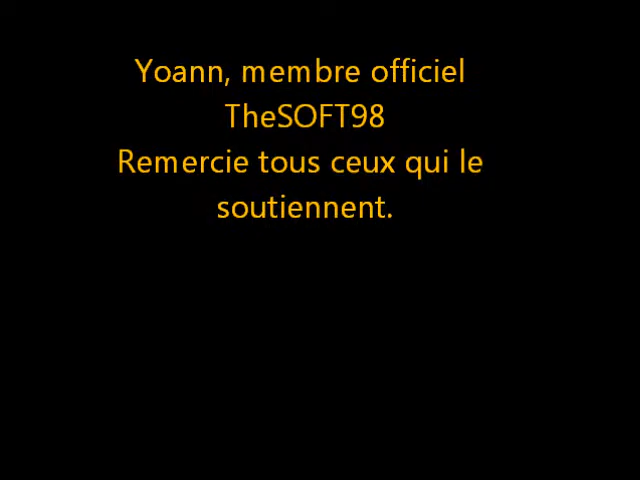 Yoann, membre officiel
TheSOFT98
Remercie tous ceux qui le
soutiennent.